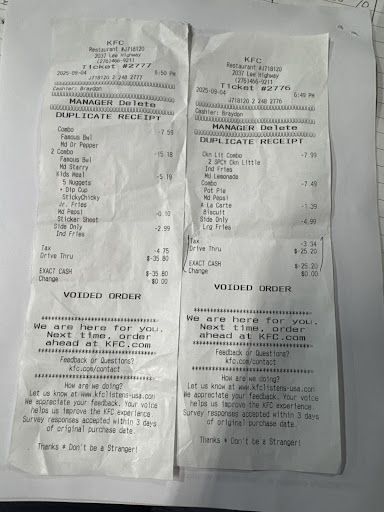 KFC
Restaurant #J718120
2037 Lee Highway
(276)466-9211
Ticket #2777
2025-09-04 6:50 PM
J718120 2 248 2777
Cashier: Braydon
MANAGER Delete
DUPLICATE RECEIPT
Combo -7.59
Famous Bwl
Md Dr Pepper
2 Combo -15.18
Famous Bwl
Md Starry
Kids Meal -5.19
5 Nuggets
+ Dip Cup
StickyChicky
Jr. Fries
Md Pepsi -0.10
Sticker Sheet
Side Only -2.99
Ind Fries
Tax -4.75
Drive Thru $-35.80
EXACT CASH $-35.80
Change $0.00
VOIDED ORDER
We are here for you.
Next time, order
ahead at KFC.com
Feedback or Questions?
kfc.com/contact
How are we doing?
Let us know at www.kfclistens-usa.com
We appreciate your feedback. Your voice
helps us improve the KFC experience.
Survey responses accepted within 3 days
of original purchase date.
Thanks * Don't be a Stranger!
KFC
Restaurant #J718120
2037 Lee Highway
(276)466-9211
Ticket #2776
2025-09-04 6:49 PM
J718120 2 248 2776
Cashier: Braydon
MANAGER Delete
DUPLICATE RECEIPT
Ckn Lit Combo -7.99
2 SPCY Ckn Little
Ind Fries
Md Lemonade
Combo -7.49
Pot Pie
Md Pepsi
A La Carte -1.39
Biscuit
Side Only -4.99
Lrg Fries
Tax -3.34
Drive Thru $-25.20
EXACT CASH $-25.20
Change $0.00
VOIDED ORDER
We are here for you.
Next time, order
ahead at KFC.com
Feedback or Questions?
kfc.com/contact
How are we doing?
Let us know at www.kfclistens-usa.com
We appreciate your feedback. Your voice
helps us improve the KFC experience.
Survey responses accepted within 3 days
of original purchase date.
Thanks * Don't be a Stranger!